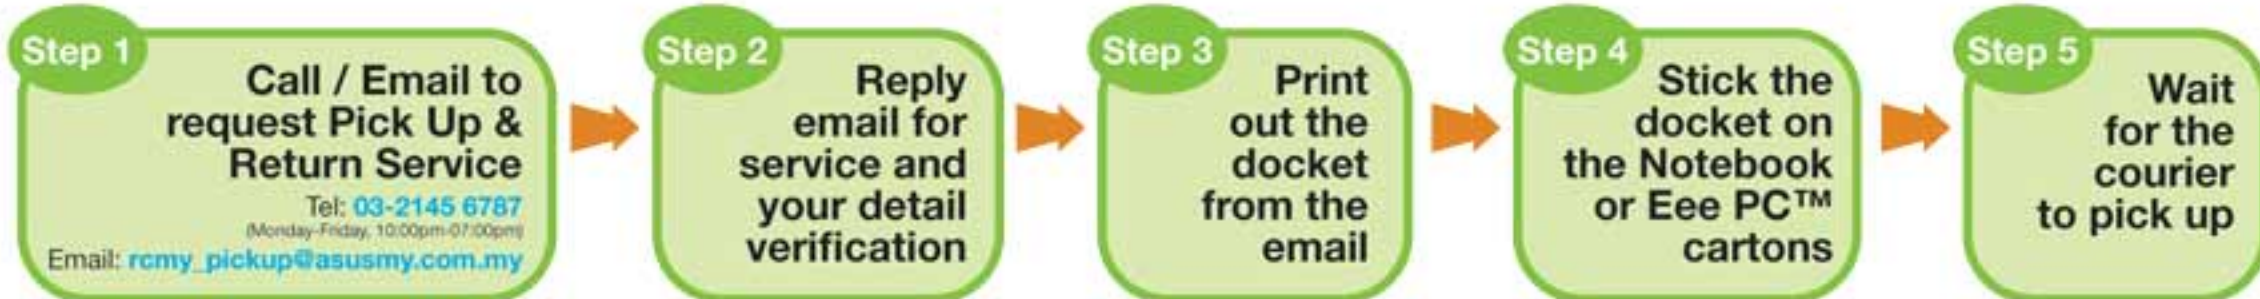 Step 1
Call / Email to
request Pick Up &
Return Service
Tel: 03-2145 6787
(Monday-Friday, 10:00pm-07:00pm)
Email: rcmy_pickup@asusmy.com.my
Step 2
Reply
email for
service and
your detail
verification
Step 3
Print
out the
docket
from the
email
Step 4
Stick the
docket on
the Notebook
or Eee PC™
cartons
Step 5
Wait
for the
courier
to pick up